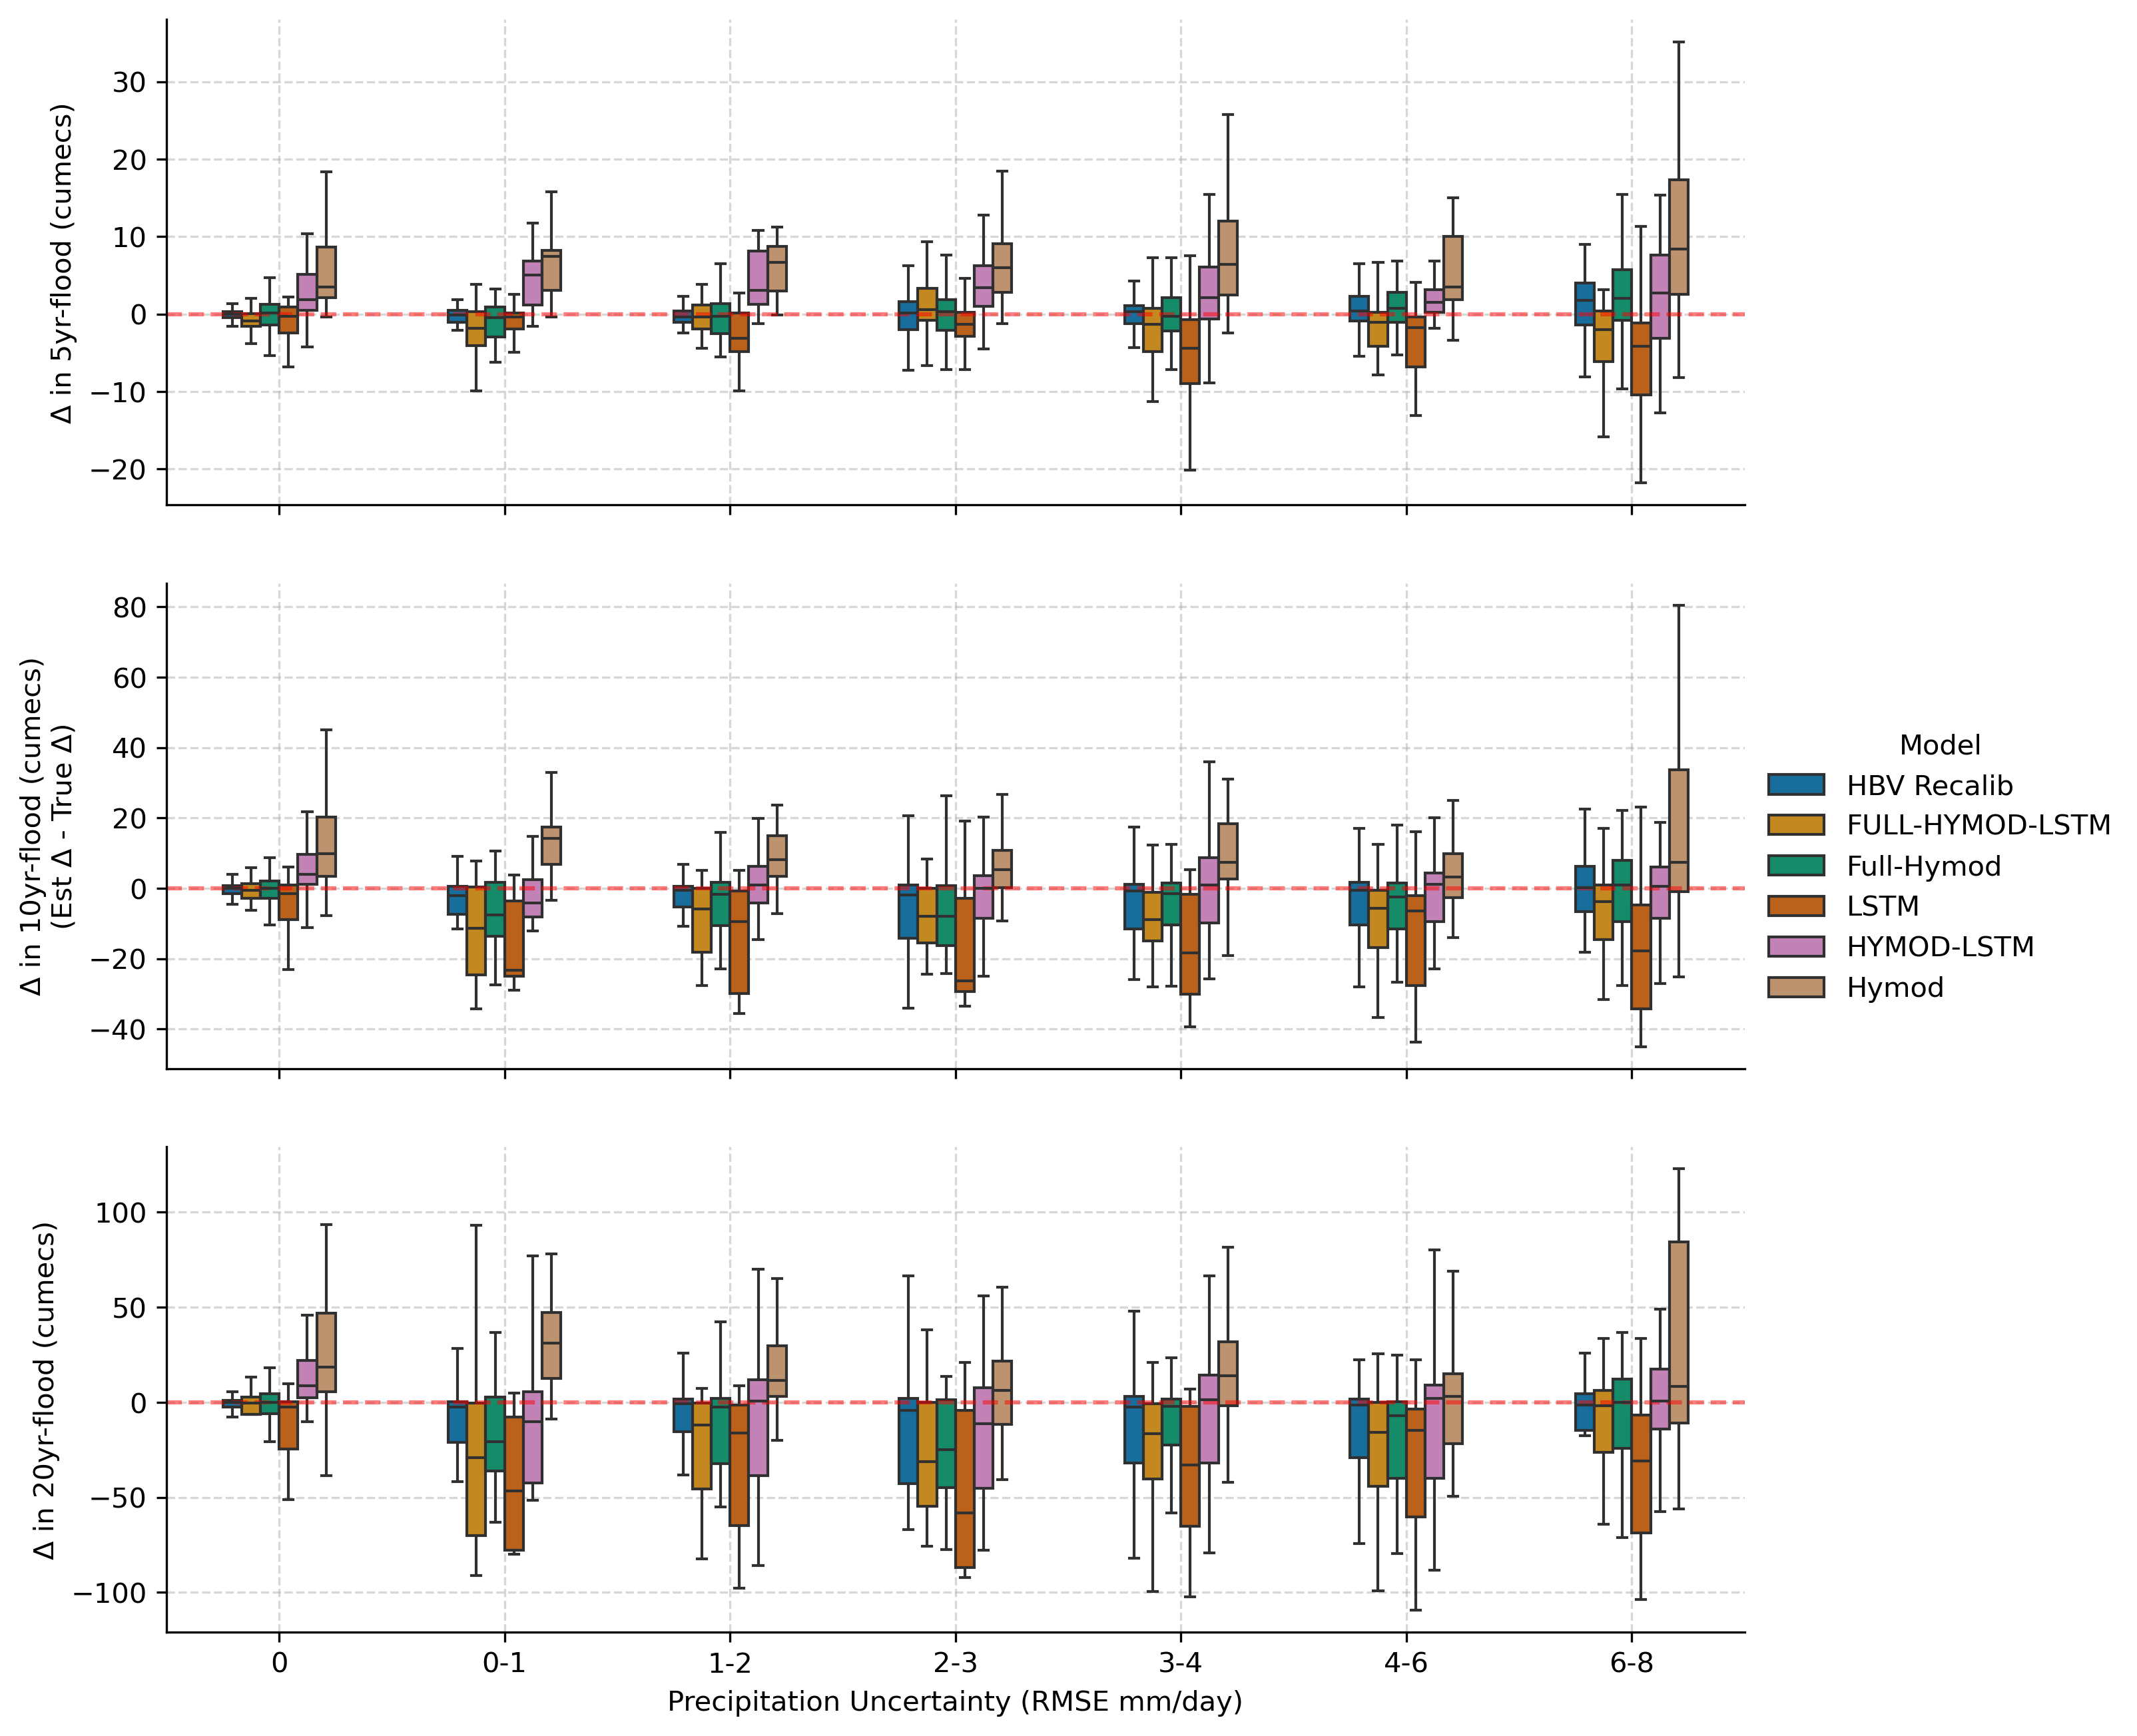 Δ in 5yr-flood (cumecs)
30
20
10
0
−10
−20
Δ in 10yr-flood (cumecs)
(Est Δ - True Δ)
80
60
40
20
0
−20
−40
Model
HBV Recalib
FULL-HYMOD-LSTM
Full-Hymod
LSTM
HYMOD-LSTM
Hymod
Δ in 20yr-flood (cumecs)
100
50
0
−50
−100
0 0-1 1-2 2-3 3-4 4-6 6-8
Precipitation Uncertainty (RMSE mm/day)